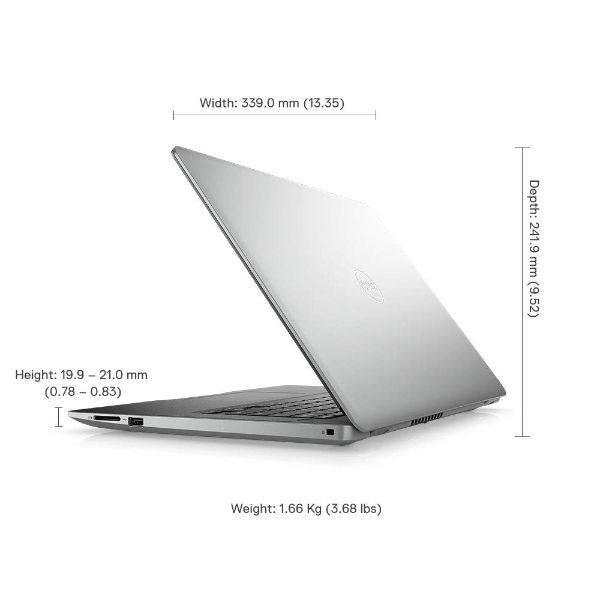 Width: 339.0 mm (13.35)
Depth: 241.9 mm (9.52)
Height: 19.9 – 21.0 mm
(0.78 – 0.83)
Weight: 1.66 Kg (3.68 lbs)